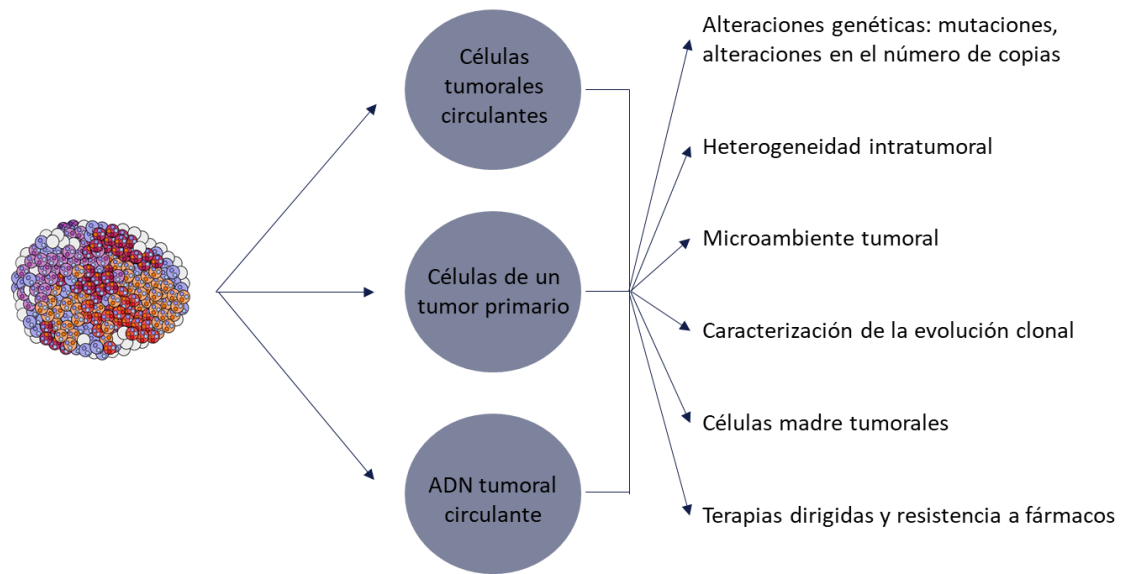 Células
tumorales
circulantes
Células de un
tumor primario
ADN tumoral
circulante
Alteraciones genéticas: mutaciones,
alteraciones en el número de copias
Heterogeneidad intratumoral
Microambiente tumoral
Caracterización de la evolución clonal
Células madre tumorales
Terapias dirigidas y resistencia a fármacos